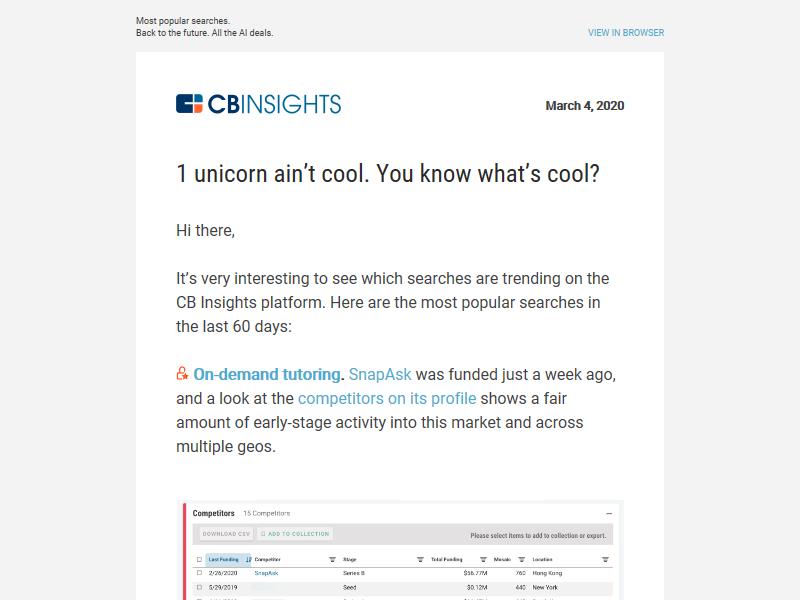 Most popular searches.
Back to the future. All the AI deals.
VIEW IN BROWSER
CBINSIGHTS
March 4, 2020
1 unicorn ain’t cool. You know what’s cool?
Hi there,
It’s very interesting to see which searches are trending on the
CB Insights platform. Here are the most popular searches in
the last 60 days:
On-demand tutoring. SnapAsk was funded just a week ago,
and a look at the competitors on its profile shows a fair
amount of early-stage activity into this market and across
multiple geos.
Competitors 15 Competitors
DOWNLOAD CSV ADD TO COLLECTION Please select items to add to collection or export.
Last Funding Competitor Stage Total Funding Mosaic Location
2/26/2020 SnapAsk Series B $56.77M 760 Hong Kong
5/29/2019 Seed $0.12M 440 New York